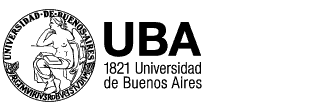 UNIVERSIDAD·DE·BUENOS·AIRES
UBA
1821 Universidad
de Buenos Aires